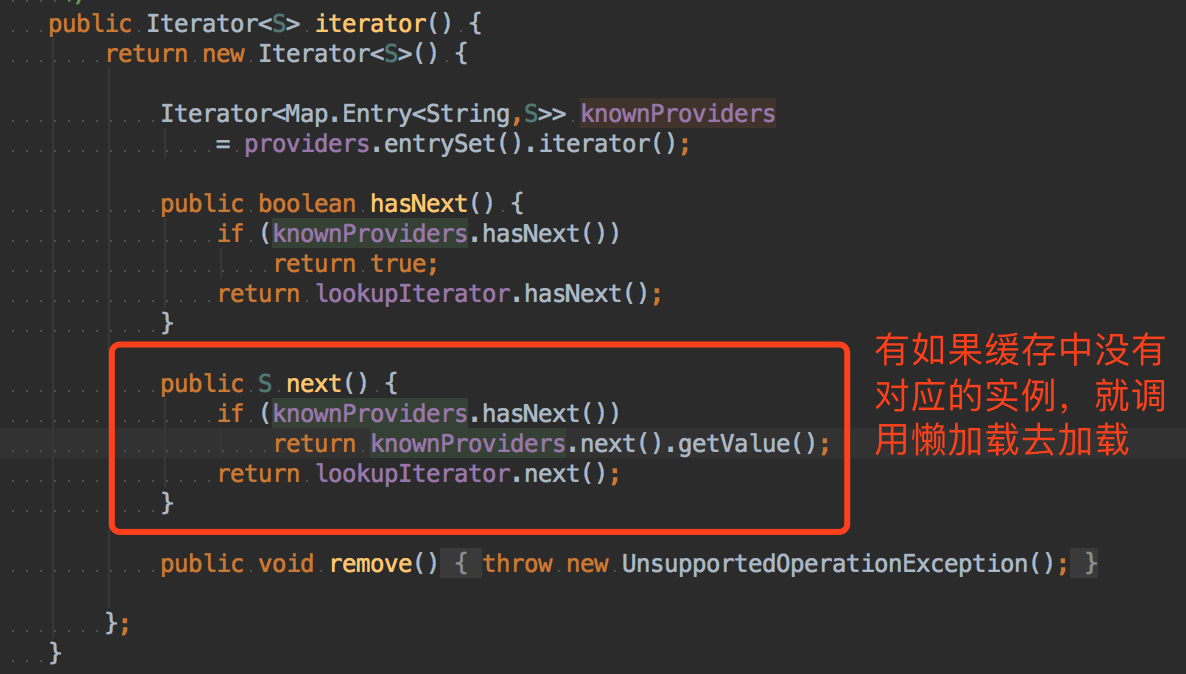 public Iterator<S> iterator() {
return new Iterator<S>() {
Iterator<Map.Entry<String,S>> knownProviders
= providers.entrySet().iterator();
public boolean hasNext() {
if (knownProviders.hasNext())
return true;
return lookupIterator.hasNext();
}
public S next() {
if (knownProviders.hasNext())
return knownProviders.next().getValue();
return lookupIterator.next();
}
有如果缓存中没有
对应的实例，就调
用懒加载去加载
public void remove() { throw new UnsupportedOperationException(); }
};
}